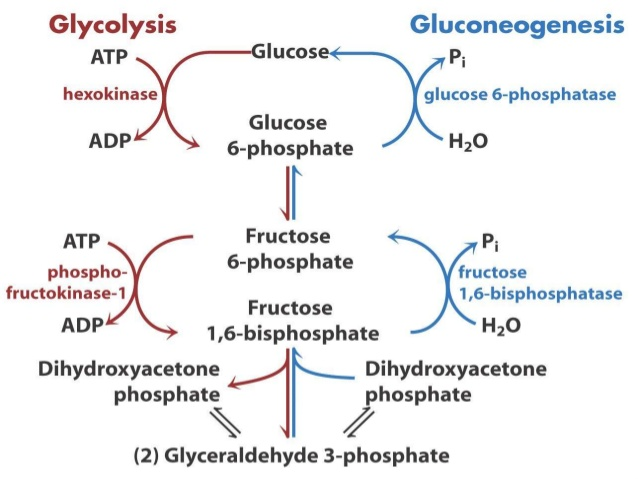 Glycolysis
Gluconeogenesis
ATP
Glucose
Pi
hexokinase
glucose 6-phosphatase
ADP
Glucose
6-phosphate
H₂O
ATP
Fructose
6-phosphate
Pi
phospho-
fructokinase-1
fructose
1,6-bisphosphatase
ADP
Fructose
1,6-bisphosphate
H₂O
Dihydroxyacetone
phosphate
Dihydroxyacetone
phosphate
(2) Glyceraldehyde 3-phosphate